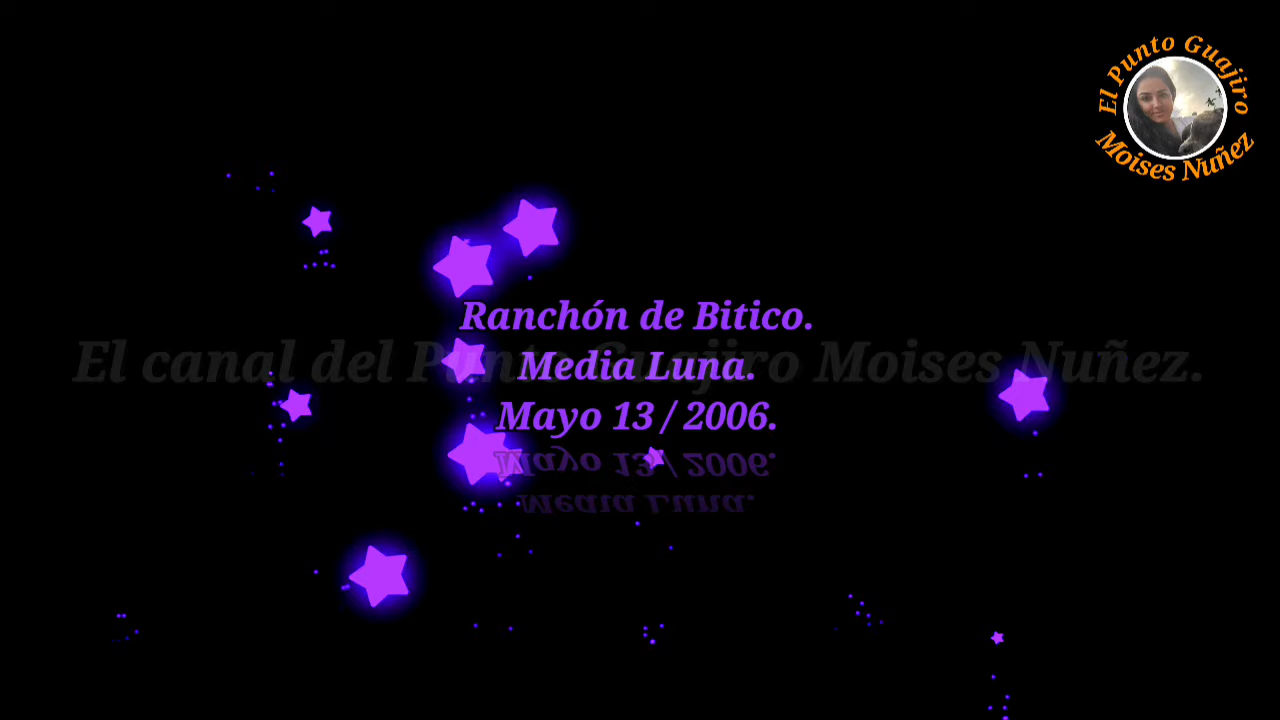 El Punto Guajiro
Moises Nuñez
Ranchón de Bitico.
El canal del Punto Guajiro Moises Nuñez.
Media Luna.
Mayo 13 / 2006.